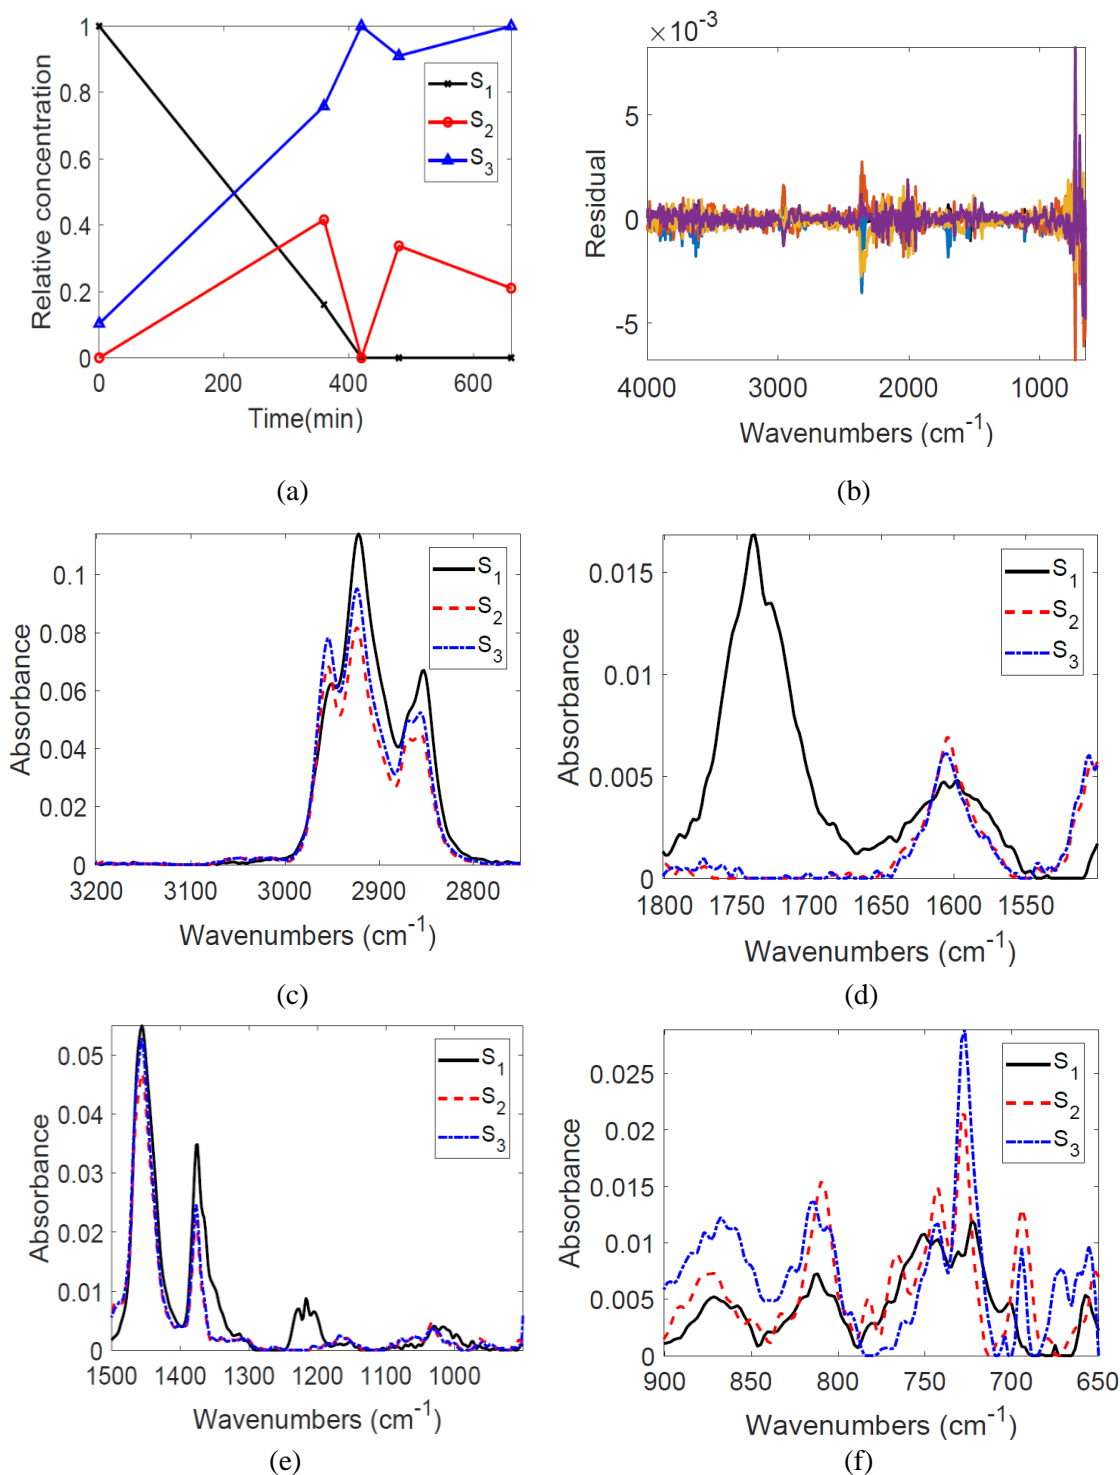 1
0.8
0.6
0.4
0.2
0
0 200 400 600
Relative concentration
Time(min)
S1
S2
S3
(a)
×10-3
5
0
-5
4000 3000 2000 1000
Residual
Wavenumbers (cm-1)
(b)
0.1
0.08
0.06
0.04
0.02
0
3200 3100 3000 2900 2800
Absorbance
Wavenumbers (cm-1)
S1
S2
S3
(c)
0.015
0.01
0.005
0
1800 1750 1700 1650 1600 1550
Absorbance
Wavenumbers (cm-1)
S1
S2
S3
(d)
0.05
0.04
0.03
0.02
0.01
0
1500 1400 1300 1200 1100 1000
Absorbance
Wavenumbers (cm-1)
S1
S2
S3
(e)
0.025
0.02
0.015
0.01
0.005
0
900 850 800 750 700 650
Absorbance
Wavenumbers (cm-1)
S1
S2
S3
(f)